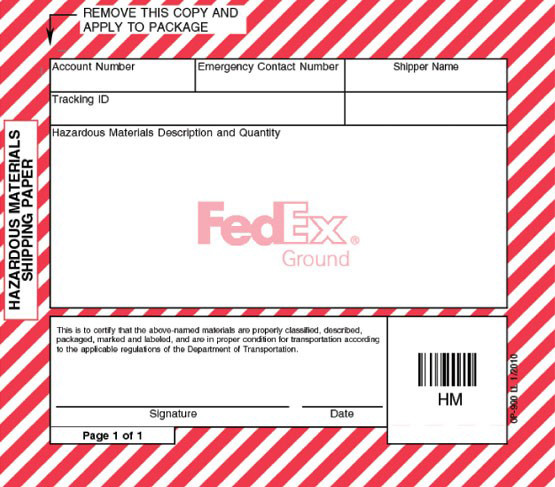 REMOVE THIS COPY AND
APPLY TO PACKAGE
Account Number
Emergency Contact Number
Shipper Name
Tracking ID
Hazardous Materials Description and Quantity
HAZARDOUS MATERIALS
SHIPPING PAPER
FedEx®
Ground
This is to certify that the above-named materials are properly classified, described,
packaged, marked and labeled, and are in proper condition for transportation according
to the applicable regulations of the Department of Transportation.
Signature
Date
Page 1 of 1
HM
1/2010